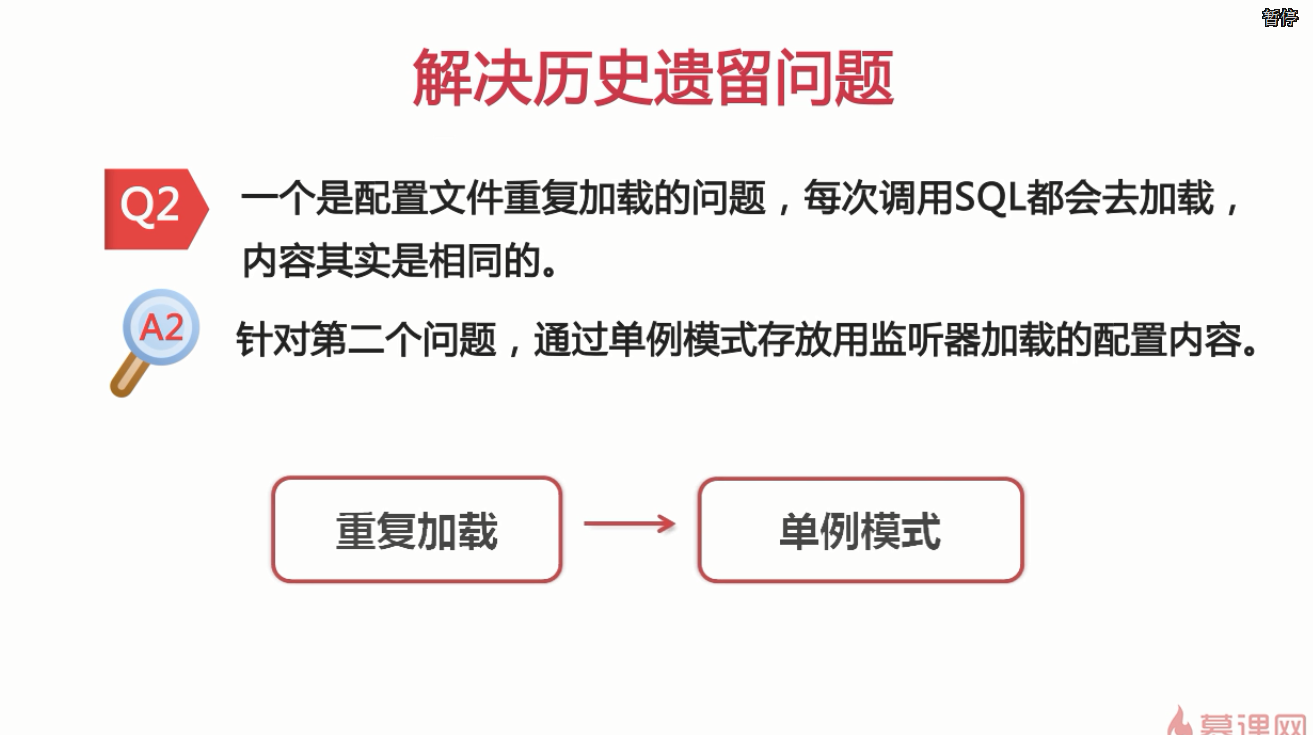 暂停
解决历史遗留问题
Q2
一个是配置文件重复加载的问题，每次调用SQL都会去加载，
内容其实是相同的。
A2
针对第二个问题，通过单例模式存放用监听器加载的配置内容。
重复加载
单例模式
慕课网